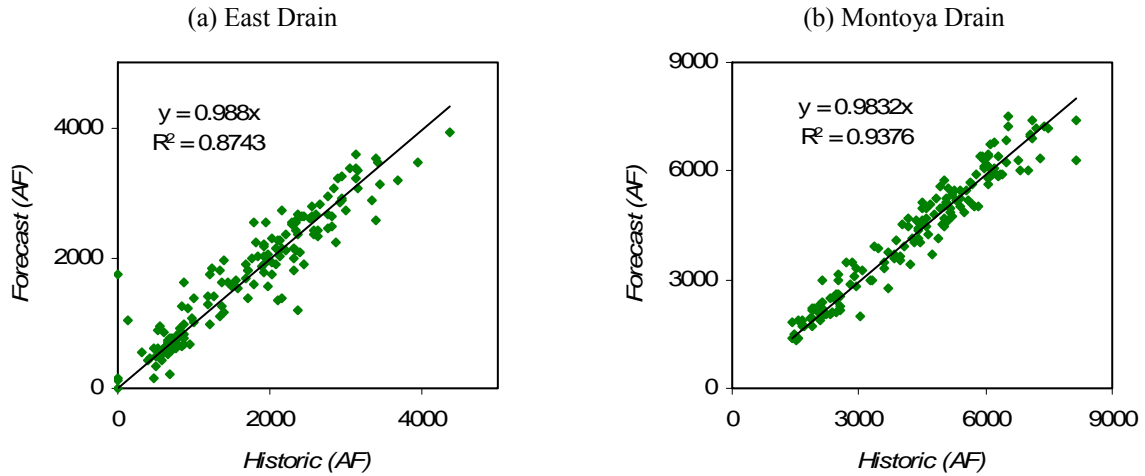 (a) East Drain
y = 0.988x
R² = 0.8743
4000
2000
0
0 2000 4000
Forecast (AF)
Historic (AF)
(b) Montoya Drain
y = 0.9832x
R² = 0.9376
9000
6000
3000
0
0 3000 6000 9000
Forecast (AF)
Historic (AF)